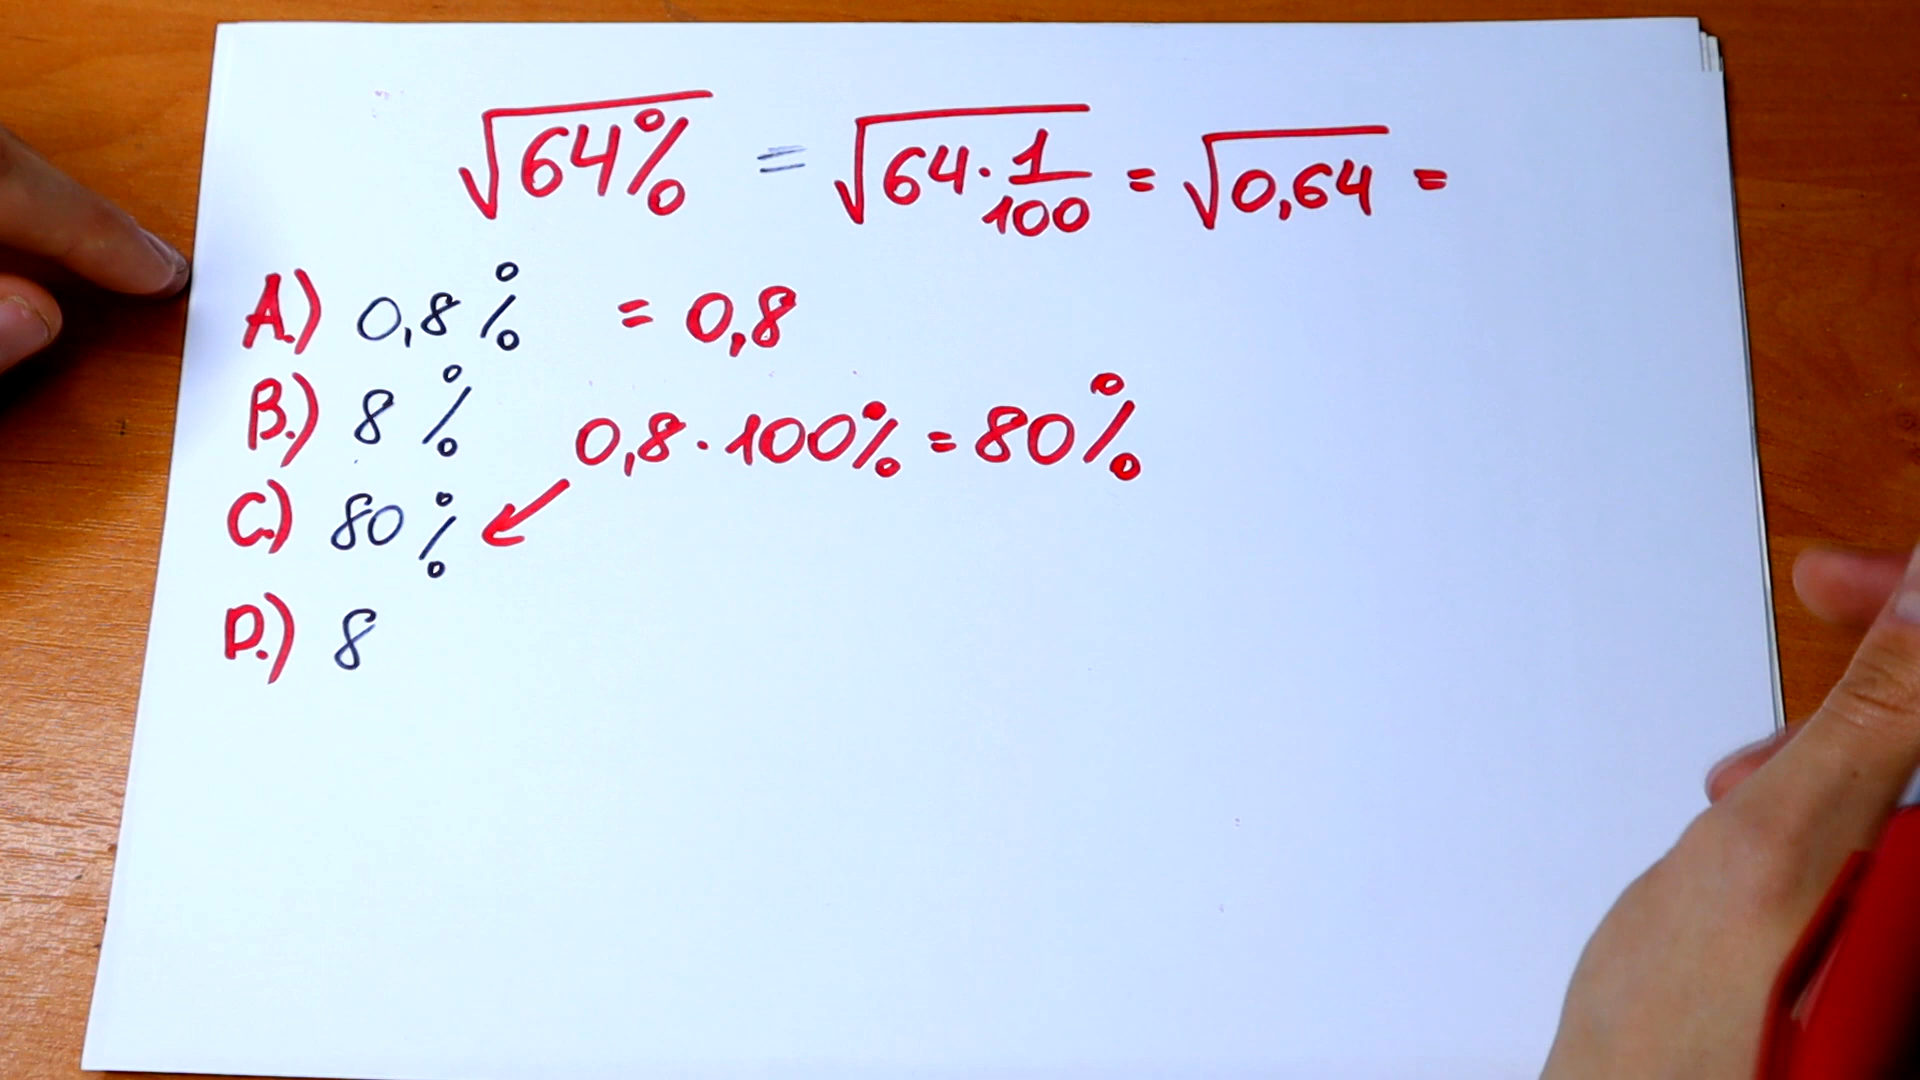 √64% = √64·1/100 = √0,64 =
A.) 0,8% = 0,8
B.) 8% 0,8·100% = 80%
C.) 80%
D.) 8